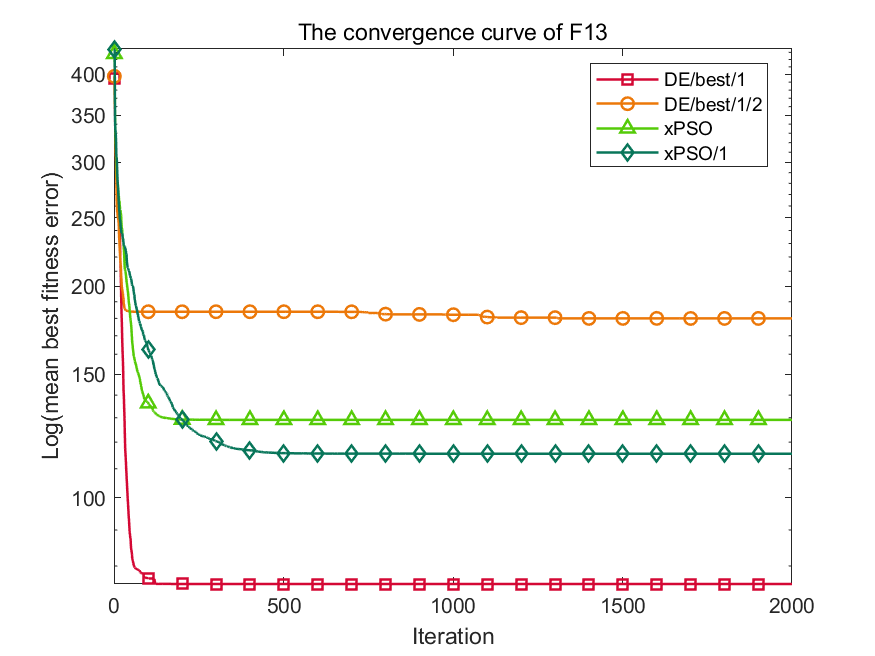 The convergence curve of F13
Log(mean best fitness error)
400
350
300
250
200
150
100
0
500
1000
1500
2000
Iteration
DE/best/1
DE/best/1/2
xPSO
xPSO/1